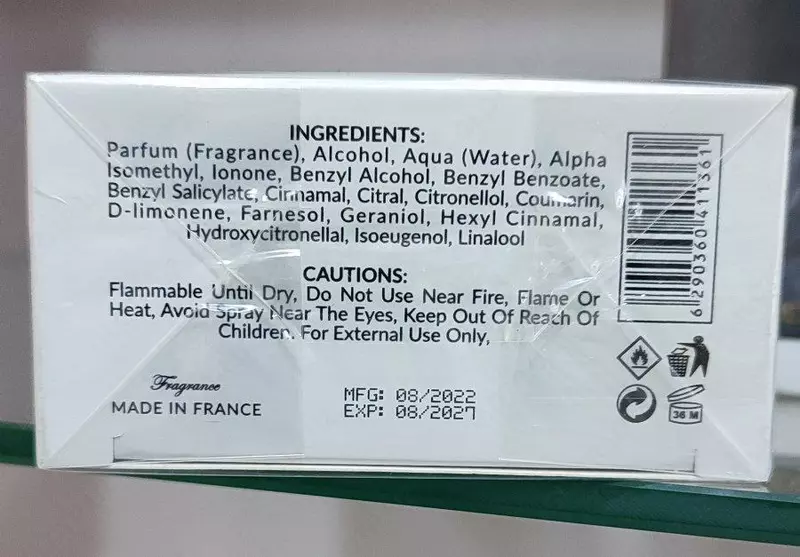 INGREDIENTS:
Parfum (Fragrance), Alcohol, Aqua (Water), Alpha
Isomethyl, Ionone, Benzyl Alcohol, Benzyl Benzoate,
Benzyl Salicylate, Cinnamal, Citral, Citronellol, Coumarin,
D-limonene, Farnesol, Geraniol, Hexyl Cinnamal,
Hydroxycitronellal, Isoeugenol, Linalool
CAUTIONS:
Flammable Until Dry, Do Not Use Near Fire, Flame Or
Heat, Avoid Spray Near The Eyes, Keep Out Of Reach Of
Children. For External Use Only,
Fragrance
MADE IN FRANCE
MFG: 08/2022
EXP: 08/2027
6 290360 411361
36 M